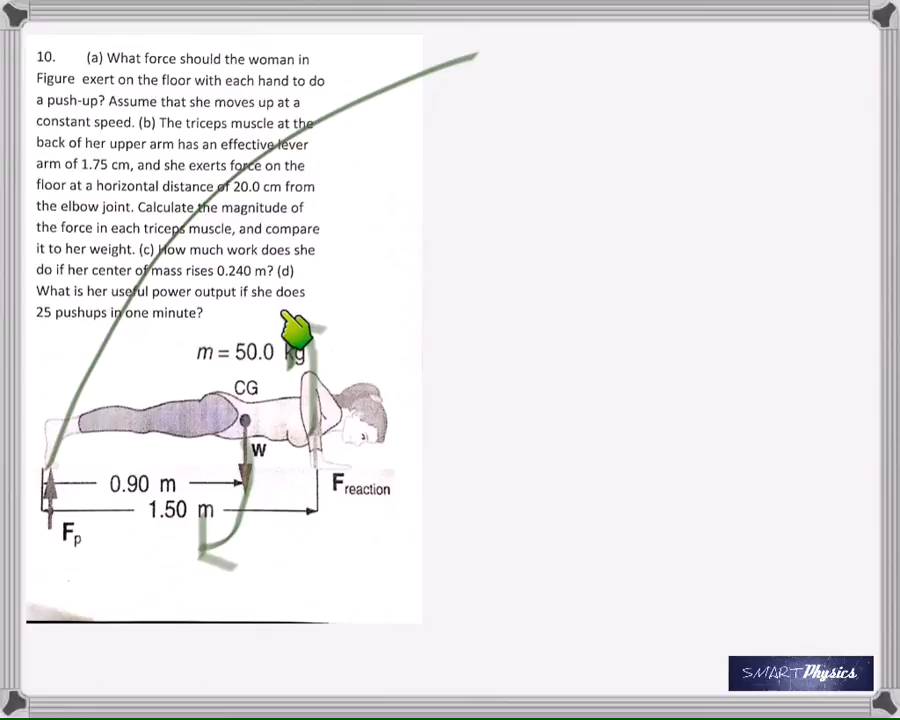 10. (a) What force should the woman in
Figure exert on the floor with each hand to do
a push-up? Assume that she moves up at a
constant speed. (b) The triceps muscle at the
back of her upper arm has an effective lever
arm of 1.75 cm, and she exerts force on the
floor at a horizontal distance of 20.0 cm from
the elbow joint. Calculate the magnitude of
the force in each triceps muscle, and compare
it to her weight. (c) How much work does she
do if her center of mass rises 0.240 m? (d)
What is her useful power output if she does
25 pushups in one minute?
m = 50.0 kg
CG
W
0.90 m
Freaction
1.50 m
Fp
SMART Physics